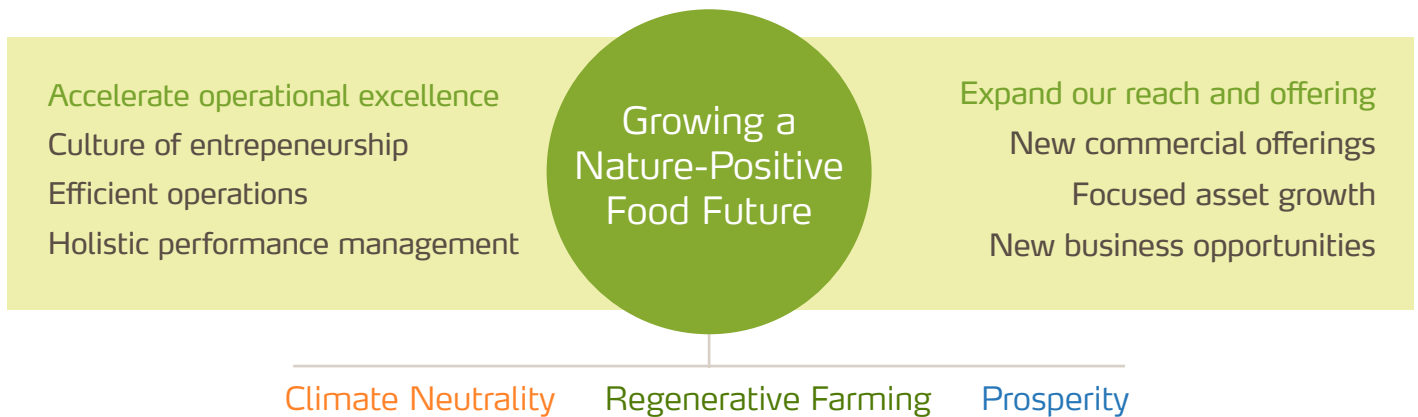 Accelerate operational excellence
Culture of entrepeneurship
Efficient operations
Holistic performance management
Growing a
Nature-Positive
Food Future
Expand our reach and offering
New commercial offerings
Focused asset growth
New business opportunities
Climate Neutrality
Regenerative Farming
Prosperity